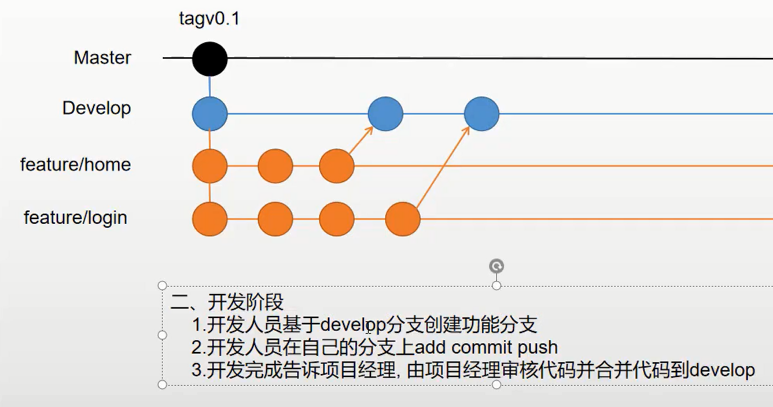 tagv0.1
Master
Develop
feature/home
feature/login
二、开发阶段
1.开发人员基于develpp分支创建功能分支
2.开发人员在自己的分支上add commit push
3.开发完成告诉项目经理, 由项目经理审核代码并合并代码到develop